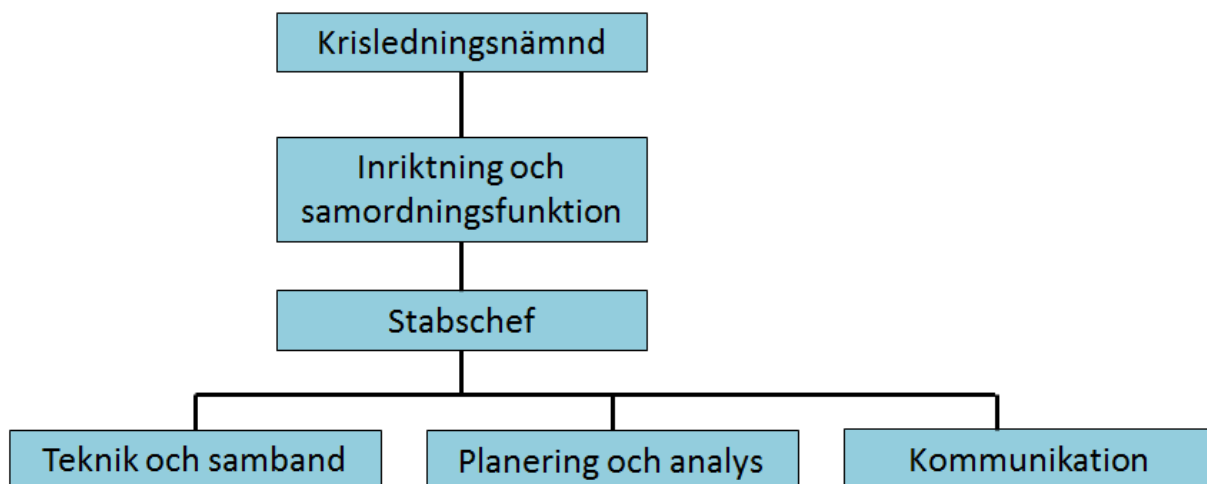 Krisledningsnämnd
Inriktning och
samordningsfunktion
Stabschef
Teknik och samband
Planering och analys
Kommunikation